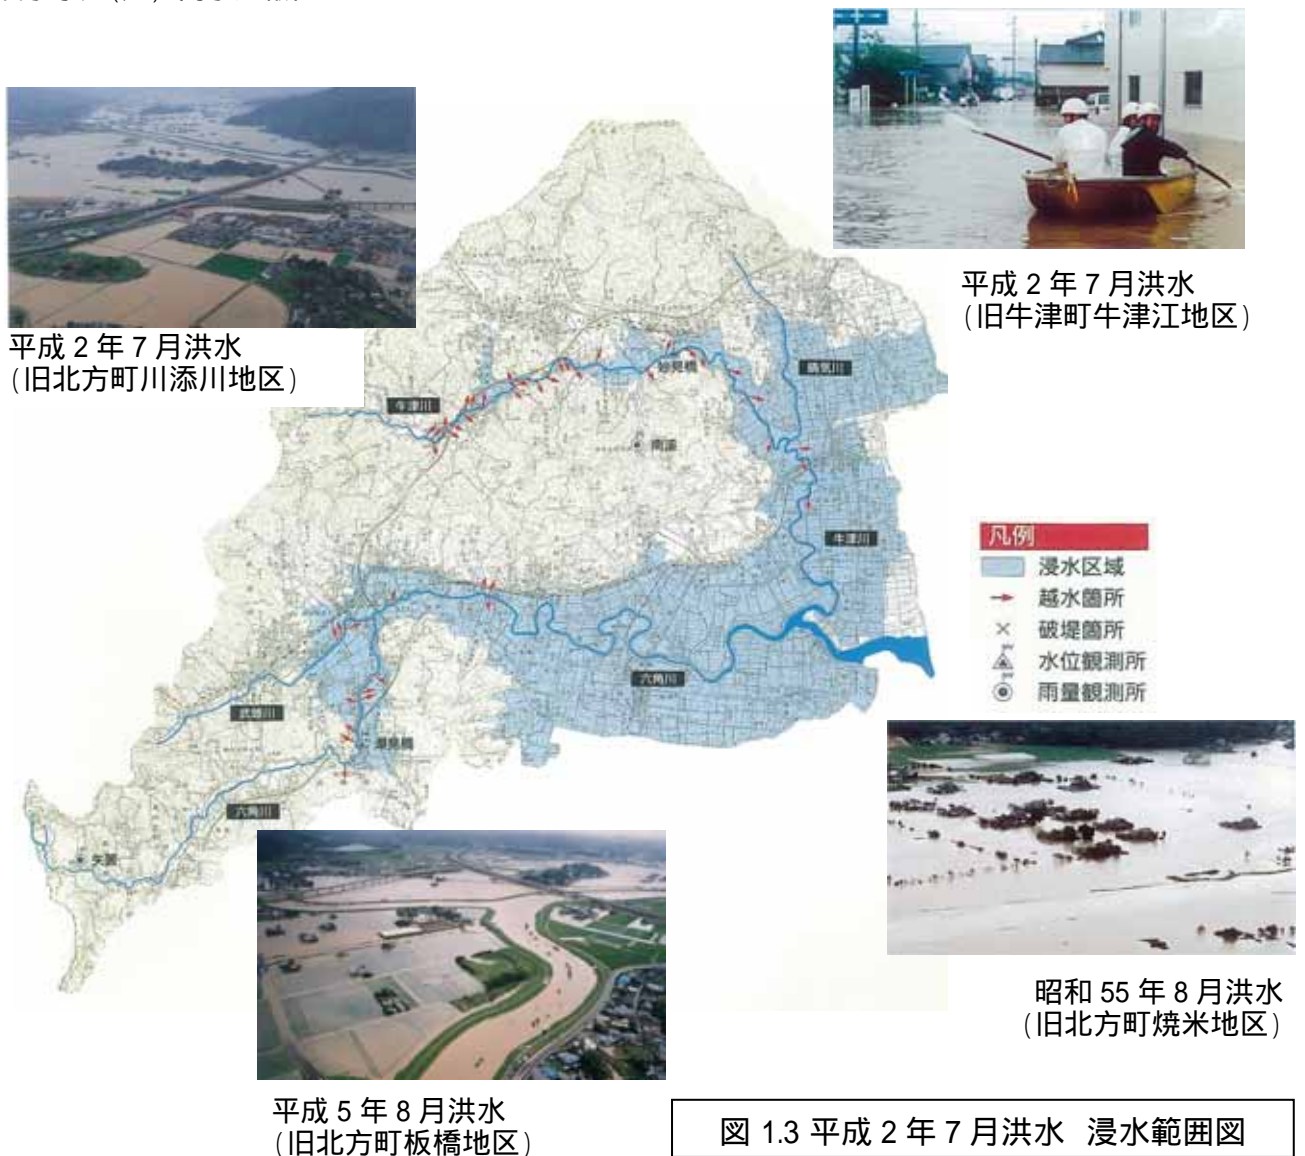 平成 2 年 7 月洪水
(旧牛津町牛津江地区)
平成 2 年 7 月洪水
(旧北方町川添川地区)
妙見橋
晴気川
牛津川
南溪
牛津川
凡例
浸水区域
越水箇所
破堤箇所
水位観測所
雨量観測所
六角川
武雄川
潮見橋
六角川
矢筈
昭和 55 年 8 月洪水
(旧北方町焼米地区)
平成 5 年 8 月洪水
(旧北方町板橋地区)
図 1.3 平成 2 年 7 月洪水 浸水範囲図